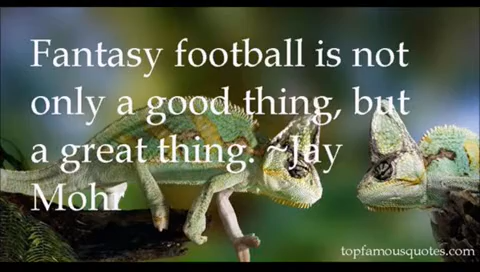 Fantasy football is not
only a good thing, but
a great thing. ~Jay
Mohr
topfamousquotes.com